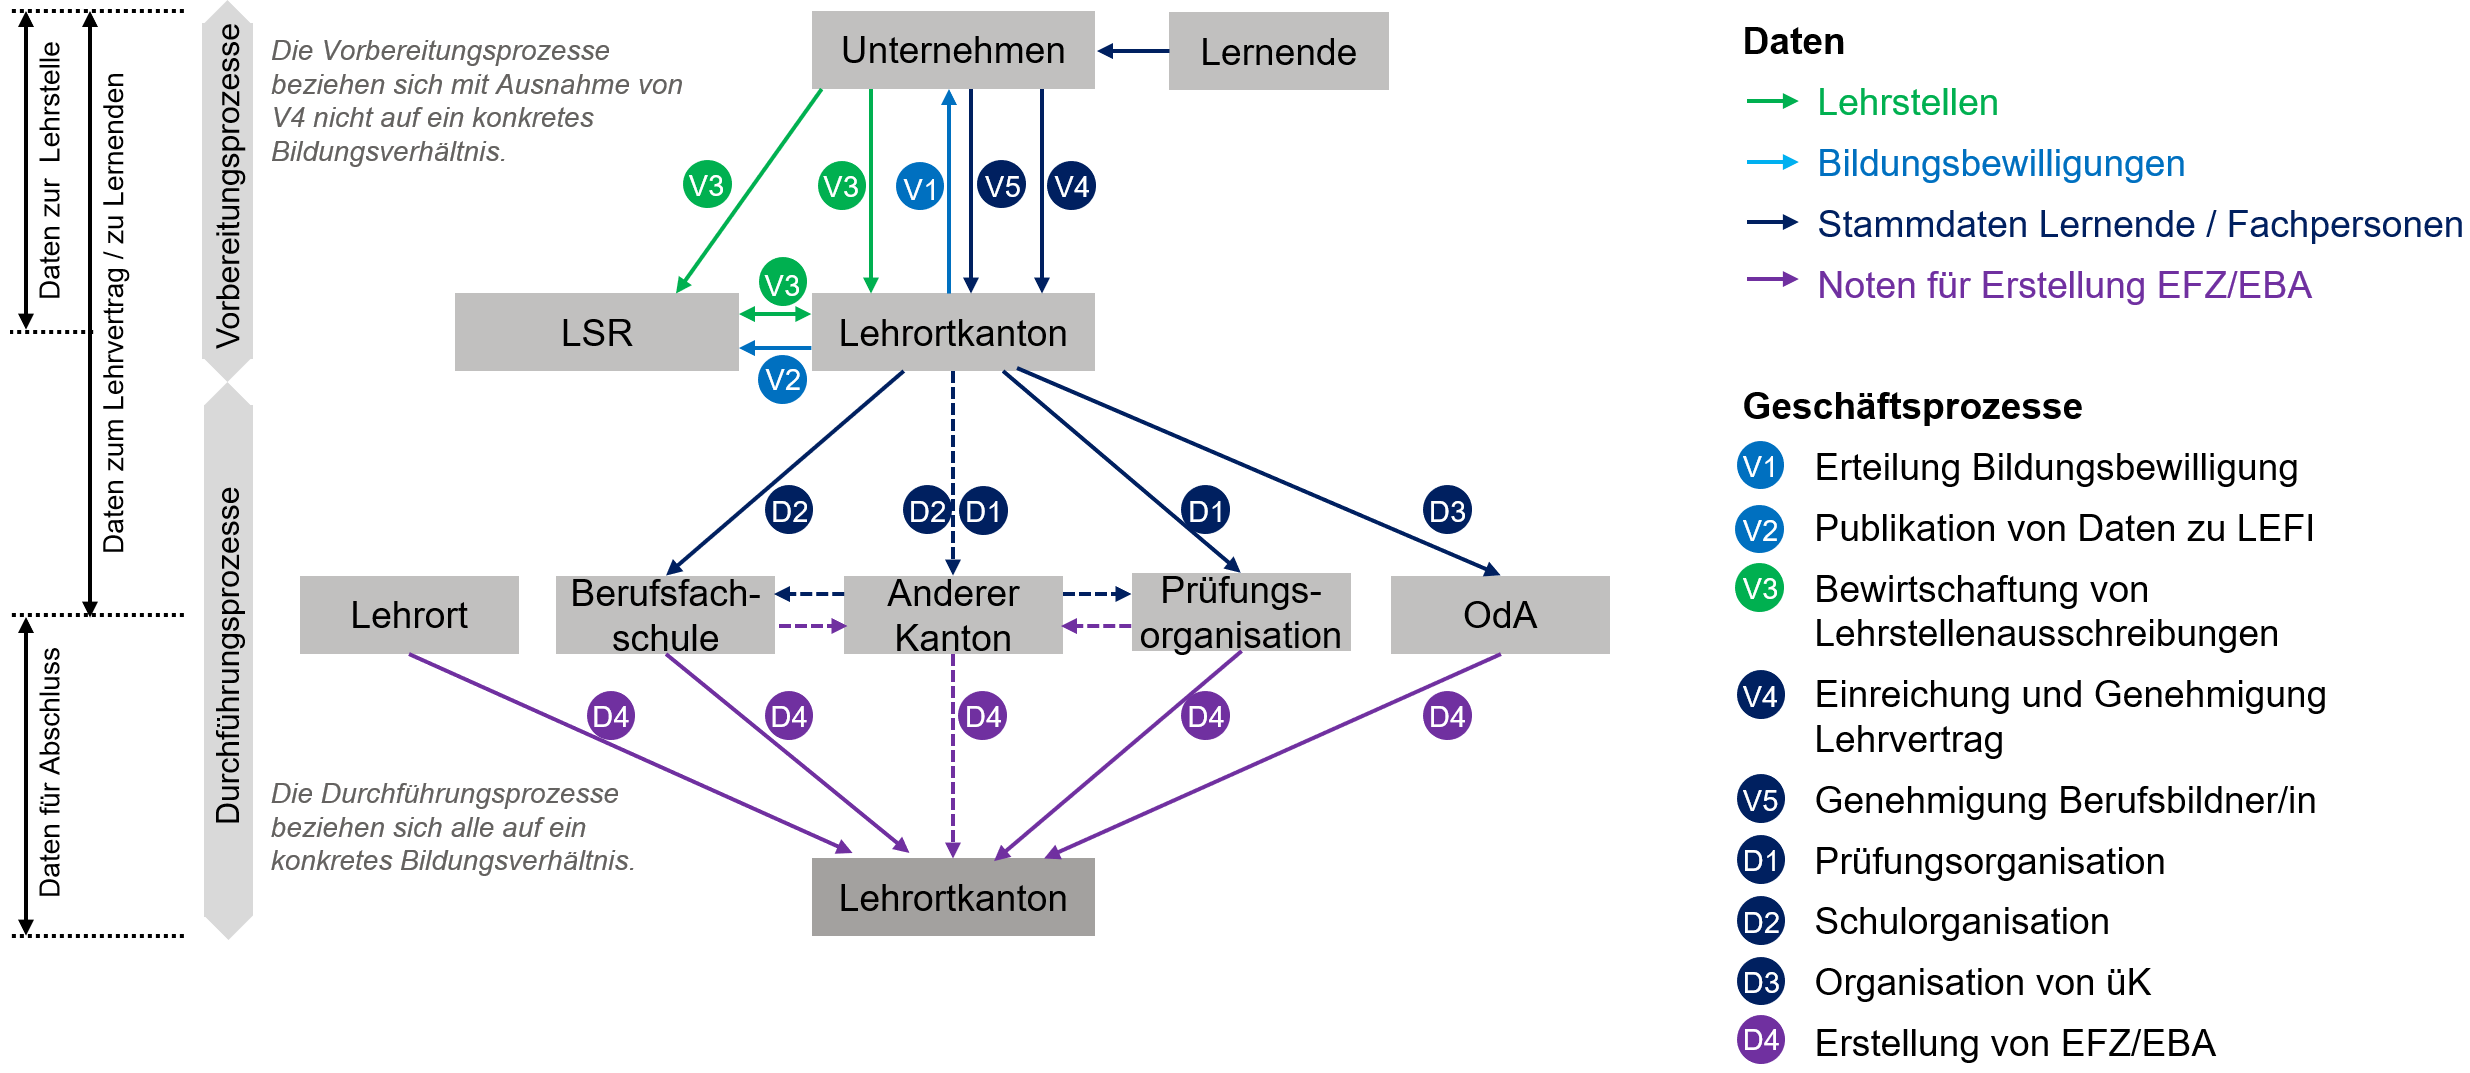 Daten zur Lehrstelle
Daten zum Lehrvertrag / zu Lernenden
Daten für Abschluss
Vorbereitungsprozesse
Durchführungsprozesse
Die Vorbereitungsprozesse
beziehen sich mit Ausnahme von
V4 nicht auf ein konkretes
Bildungsverhältnis.
Unternehmen
Lernende
V3
V3
V1
V5
V4
V3
LSR
Lehrortkanton
V2
D2
D2
D1
D1
D3
Lehrort
Berufsfach-
schule
Anderer
Kanton
Prüfungs-
organisation
OdA
D4
D4
D4
D4
D4
Die Durchführungsprozesse
beziehen sich alle auf ein
konkretes Bildungsverhältnis.
Lehrortkanton
Daten
Lehrstellen
Bildungsbewilligungen
Stammdaten Lernende / Fachpersonen
Noten für Erstellung EFZ/EBA
Geschäftsprozesse
V1 Erteilung Bildungsbewilligung
V2 Publikation von Daten zu LEFI
V3 Bewirtschaftung von
Lehrstellenausschreibungen
V4 Einreichung und Genehmigung
Lehrvertrag
V5 Genehmigung Berufsbildner/in
D1 Prüfungsorganisation
D2 Schulorganisation
D3 Organisation von üK
D4 Erstellung von EFZ/EBA